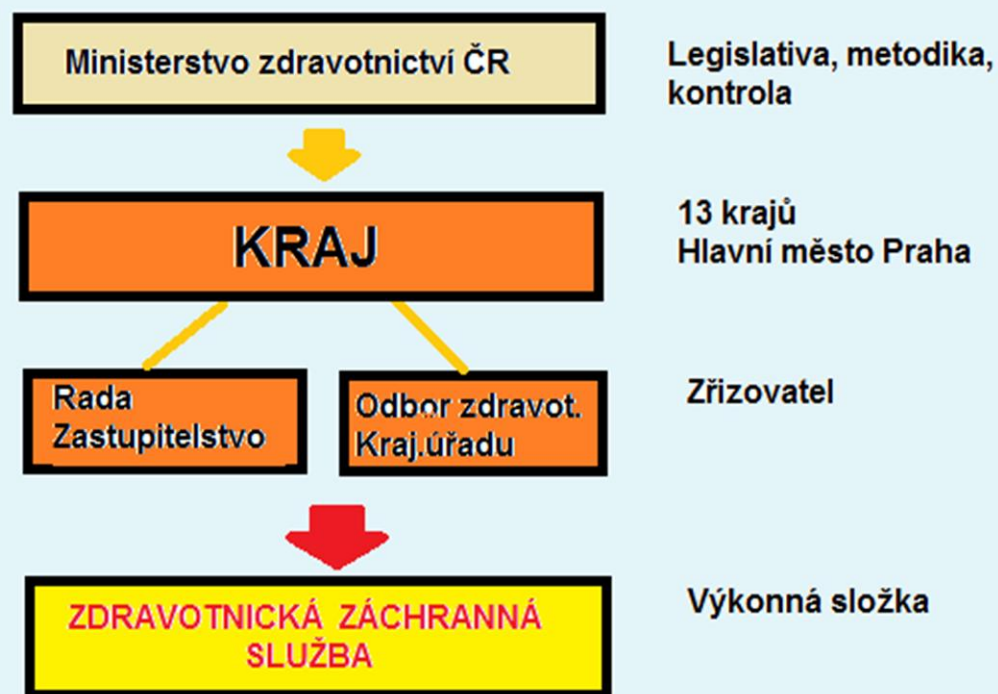 Ministerstvo zdravotnictví ČR
Legislativa, metodika,
kontrola
KRAJ
13 krajů
Hlavní město Praha
Rada
Zastupitelstvo
Odbor zdravot.
Kraj.úřadu
Zřizovatel
ZDRAVOTNICKÁ ZÁCHRANNÁ
SLUŽBA
Výkonná složka